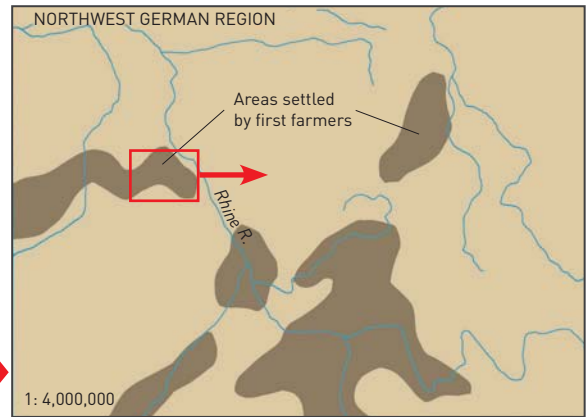 NORTHWEST GERMAN REGION
Areas settled
by first farmers
Rhine R.
1: 4,000,000